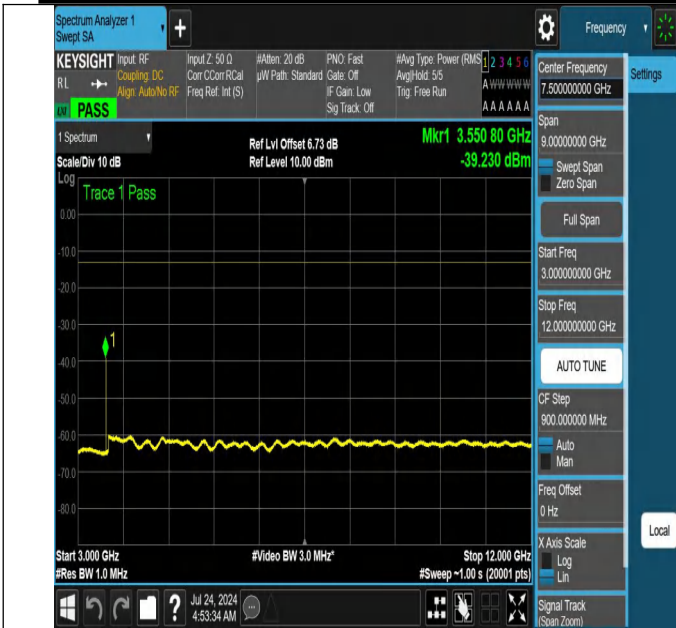 Spectrum Analyzer 1
Swept SA
+
Frequency
KEYSIGHT
RL
PASS
Input: RF
Coupling: DC
Align: Auto/No RF
Input Z: 50 Ω
Corr CCorr RCal
Freq Ref: Int (S)
#Atten: 20 dB
µW Path: Standard
PNO: Fast
Gate: Off
IF Gain: Low
Sig Track: Off
#Avg Type: Power (RMS
Avg|Hold: 5/5
Trig: Free Run
1 2 3 4 5 6
A W W W W W
A A A A A A
1 Spectrum
Scale/Div 10 dB
Log
Ref Lvl Offset 6.73 dB
Ref Level 10.00 dBm
Mkr1 3.550 80 GHz
-39.230 dBm
Trace 1 Pass
0.00
-10.0
-20.0
-30.0
1
-40.0
-50.0
-60.0
-70.0
-80.0
Start 3.000 GHz
#Res BW 1.0 MHz
#Video BW 3.0 MHz*
Stop 12.000 GHz
#Sweep ~1.00 s (20001 pts)
Jul 24, 2024
4:53:34 AM
Center Frequency
7.500000000 GHz
Span
9.00000000 GHz
Swept Span
Zero Span
Full Span
Start Freq
3.000000000 GHz
Stop Freq
12.000000000 GHz
AUTO TUNE
CF Step
900.000000 MHz
Auto
Man
Freq Offset
0 Hz
X Axis Scale
Log
Lin
Signal Track
(Span Zoom)
Settings
Local